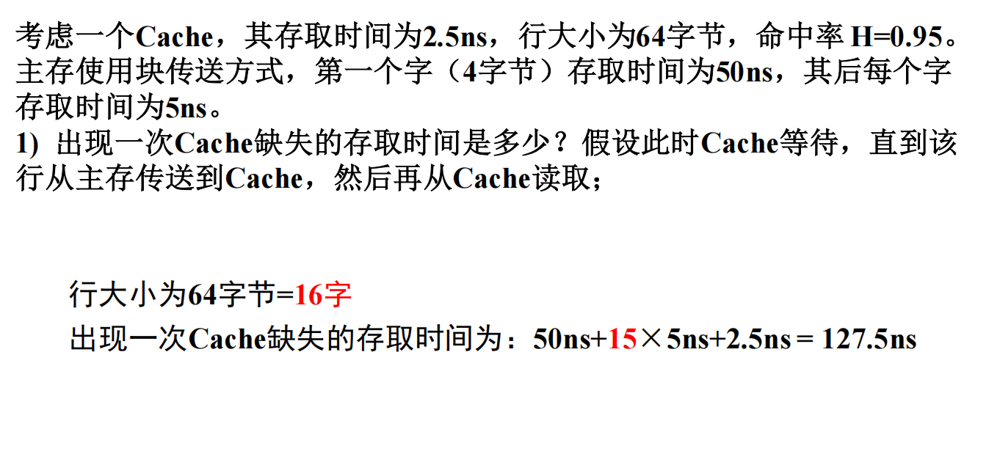 考虑一个Cache，其存取时间为2.5ns，行大小为64字节，命中率 H=0.95。
主存使用块传送方式，第一个字（4字节）存取时间为50ns，其后每个字
存取时间为5ns。
1) 出现一次Cache缺失的存取时间是多少？假设此时Cache等待，直到该
行从主存传送到Cache，然后再从Cache读取；
行大小为64字节=16字
出现一次Cache缺失的存取时间为：50ns+15×5ns+2.5ns = 127.5ns